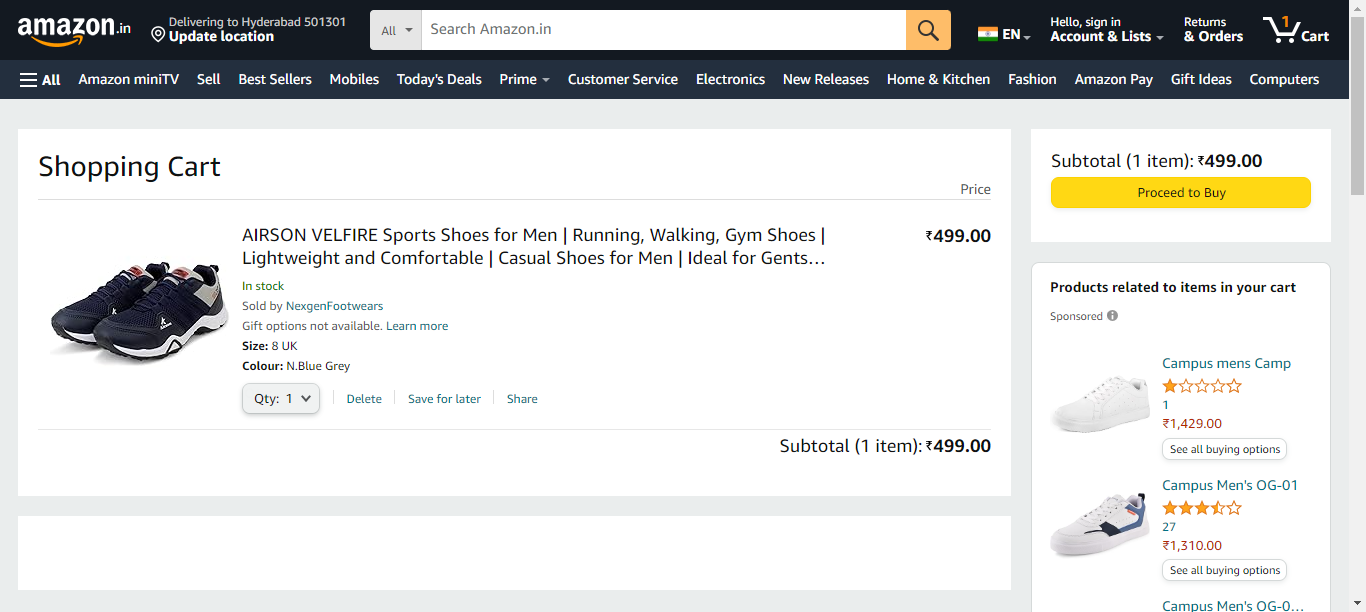 amazon.in
Delivering to Hyderabad 501301
Update location
All
Search Amazon.in
EN
Hello, sign in
Account & Lists
Returns
& Orders
1
Cart
All
Amazon miniTV
Sell
Best Sellers
Mobiles
Today's Deals
Prime
Customer Service
Electronics
New Releases
Home & Kitchen
Fashion
Amazon Pay
Gift Ideas
Computers
Shopping Cart
Price
AIRSON VELFIRE Sports Shoes for Men | Running, Walking, Gym Shoes |
Lightweight and Comfortable | Casual Shoes for Men | Ideal for Gents…
₹499.00
In stock
Sold by NexgenFootwears
Gift options not available. Learn more
Size: 8 UK
Colour: N.Blue Grey
Qty: 1
Delete
Save for later
Share
Subtotal (1 item): ₹499.00
Subtotal (1 item): ₹499.00
Proceed to Buy
Products related to items in your cart
Sponsored
Campus mens Camp
1
₹1,429.00
See all buying options
Campus Men's OG-01
27
₹1,310.00
See all buying options
Campus Men's OG-0…